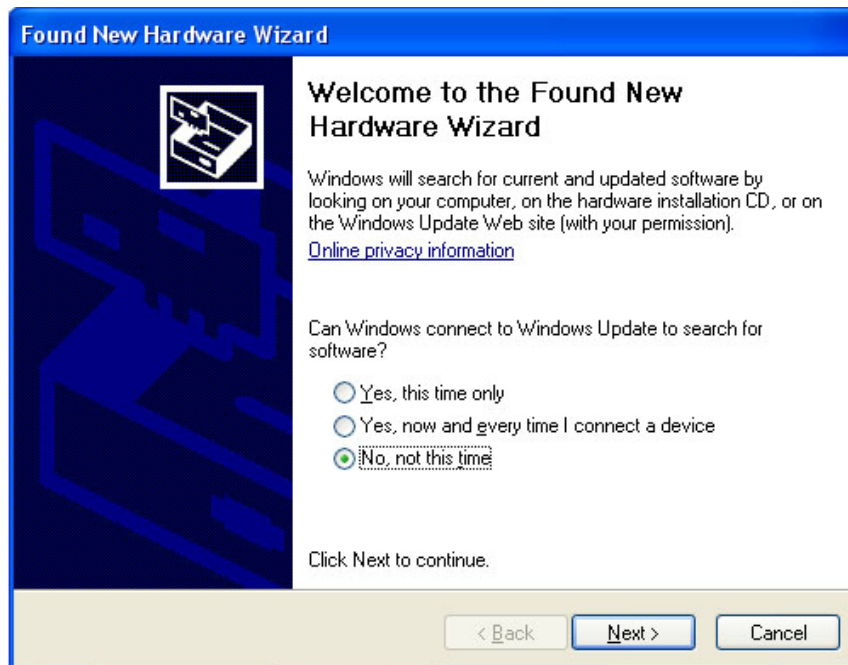 Found New Hardware Wizard
Welcome to the Found New
Hardware Wizard
Windows will search for current and updated software by
looking on your computer, on the hardware installation CD, or on
the Windows Update Web site (with your permission).
Online privacy information
Can Windows connect to Windows Update to search for
software?
Yes, this time only
Yes, now and every time I connect a device
No, not this time
Click Next to continue.
< Back Next > Cancel